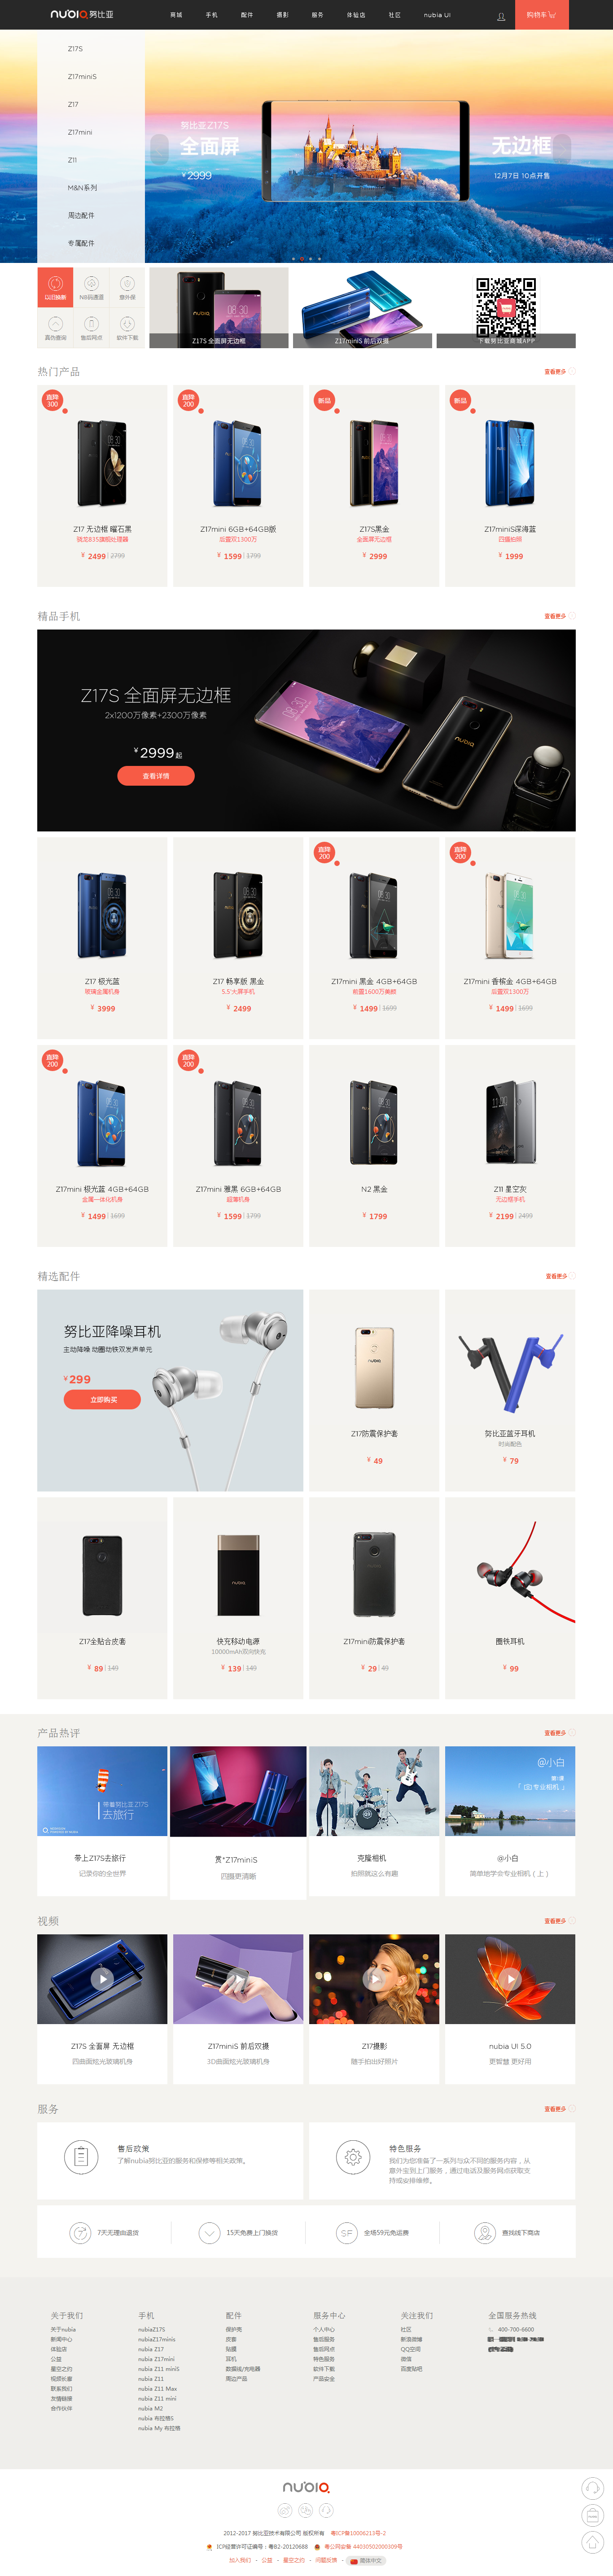 nubia 努比亚
商城 手机 配件 摄影 服务 体验店 社区 nubia UI 购物车
Z17S
Z17miniS
Z17
Z17mini
Z11
M&N系列
周边配件
专属配件
努比亚Z17S
全面屏
¥2999
无边框
12月7日 10点开售
以旧换新 意外保
真伪查询 售后网点 软件下载
Z17S 全面屏无边框
Z17miniS 前后双摄
下载努比亚商城APP
热门产品 查看更多
直降 300
直降 200
新品
新品
Z17 无边框 曜石黑
骁龙835旗舰处理器
¥ 2499 2799
Z17mini 6GB+64GB版
后置双1300万
¥ 1599 1799
Z17S黑金
全面屏无边框
¥ 2999
Z17miniS深海蓝
四摄拍照
¥ 1999
精品手机 查看更多
Z17S 全面屏无边框
2x1200万像素+2300万像素
¥2999起
查看详情
直降 200
直降 200
Z17 极光蓝
玻璃金属机身
¥ 3999
Z17 畅享版 黑金
5.5'大屏手机
¥ 2499
Z17mini 黑金 4GB+64GB
前置1600万美颜
¥ 1499 1699
Z17mini 香槟金 4GB+64GB
后置双1300万
¥ 1499 1699
直降 200
直降 200
Z17mini 极光蓝 4GB+64GB
金属一体化机身
¥ 1499 1699
Z17mini 雅黑 6GB+64GB
超薄机身
¥ 1599 1799
N2 黑金
¥ 1799
Z11 星空灰
无边框手机
¥ 2199 2499
精选配件 查看更多
努比亚降噪耳机
主动降噪 动圈动铁双发声单元
¥299
立即购买
Z17防震保护套
¥ 49
努比亚蓝牙耳机
时尚配色
¥ 79
Z17全贴合皮套
¥ 89 149
快充移动电源
10000mAh双向快充
¥ 139 149
Z17mini防震保护套
¥ 29 49
圈铁耳机
¥ 99
产品热评 查看更多
带着努比亚Z17S
去旅行
@小白
第1课
「 (囧)专业相机 」
带上Z17S去旅行
记录你的全世界
赏"Z17miniS
四摄更清晰
克隆相机
拍照就这么有趣
@小白
简单地学会专业相机(上)
视频 查看更多
Z17S 全面屏 无边框
四曲面炫光玻璃机身
Z17miniS 前后双摄
3D曲面炫光玻璃机身
Z17摄影
随手拍出好照片
nubia UI 5.0
更智慧 更好用
服务 查看更多
售后政策
了解nubia努比亚的服务和保修等相关政策。
特色服务
我们为您准备了一系列与众不同的服务内容，从
意外宝到上门服务，通过电话及服务网点获取支
持或安排维修。
7天无理由退货
15天免费上门换货
SF 全场59元免运费
查找线下商店
关于我们
关于nubia
新闻中心
体验店
公益
星空之约
视频长廊
联系我们
友情链接
合作伙伴
手机
nubiaZ17S
nubiaZ17minis
nubia Z17
nubia Z17mini
nubia Z11 miniS
nubia Z11
nubia Z11 Max
nubia Z11 mini
nubia M2
nubia 布拉格S
nubia My 布拉格
配件
保护壳
皮套
贴膜
耳机
数据线/充电器
周边产品
服务中心
个人中心
售后服务
售后网点
特色服务
软件下载
产品安全
关注我们
社区
新浪微博
QQ空间
微信
百度贴吧
全国服务热线
400-700-6600
nubia
2012-2017 努比亚技术有限公司 版权所有 粤ICP备10006213号-2
ICP经营许可证编号：粤B2-20120688 粤公网安备 44030502000309号
加入我们 - 公益 - 星空之约 - 问题反馈 - 简体中文